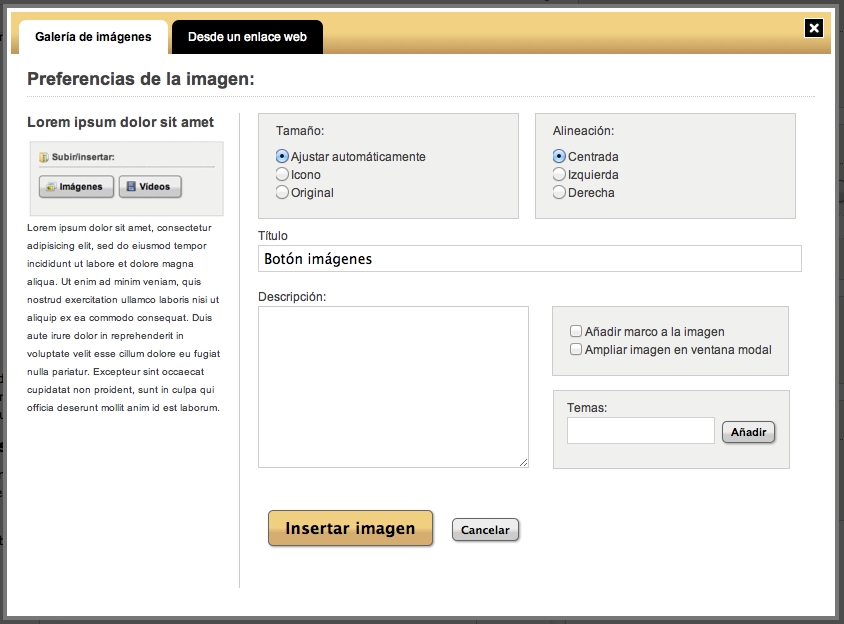 Galería de imágenes
Desde un enlace web
Preferencias de la imagen:
Lorem ipsum dolor sit amet
Subir/insertar:
Imágenes
Vídeos
Lorem ipsum dolor sit amet, consectetur
adipisicing elit, sed do eiusmod tempor
incididunt ut labore et dolore magna
aliqua. Ut enim ad minim veniam, quis
nostrud exercitation ullamco laboris nisi ut
aliquip ex ea commodo consequat. Duis
aute irure dolor in reprehenderit in
voluptate velit esse cillum dolore eu fugiat
nulla pariatur. Excepteur sint occaecat
cupidatat non proident, sunt in culpa qui
officia deserunt mollit anim id est laborum.
Tamaño:
Ajustar automáticamente
Icono
Original
Alineación:
Centrada
Izquierda
Derecha
Título
Botón imágenes
Descripción:
Añadir marco a la imagen
Ampliar imagen en ventana modal
Temas:
Añadir
Insertar imagen
Cancelar